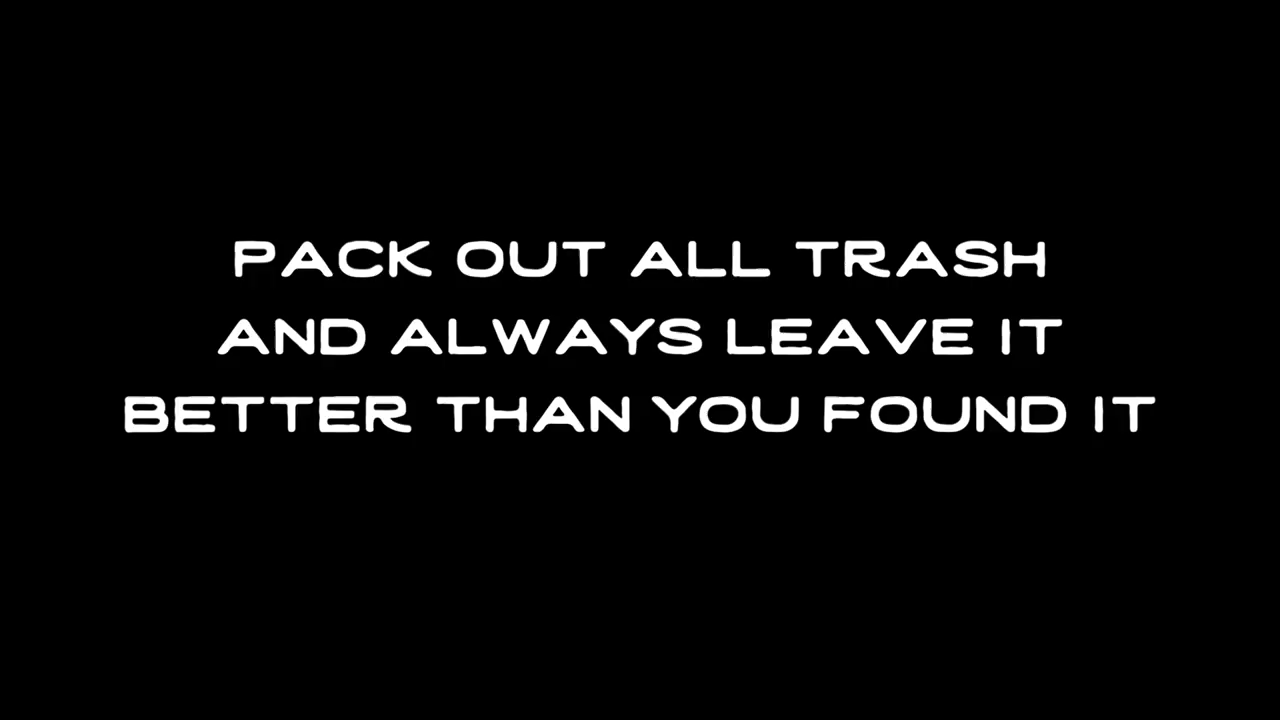 PACK OUT ALL TRASH
AND ALWAYS LEAVE IT
BETTER THAN YOU FOUND IT